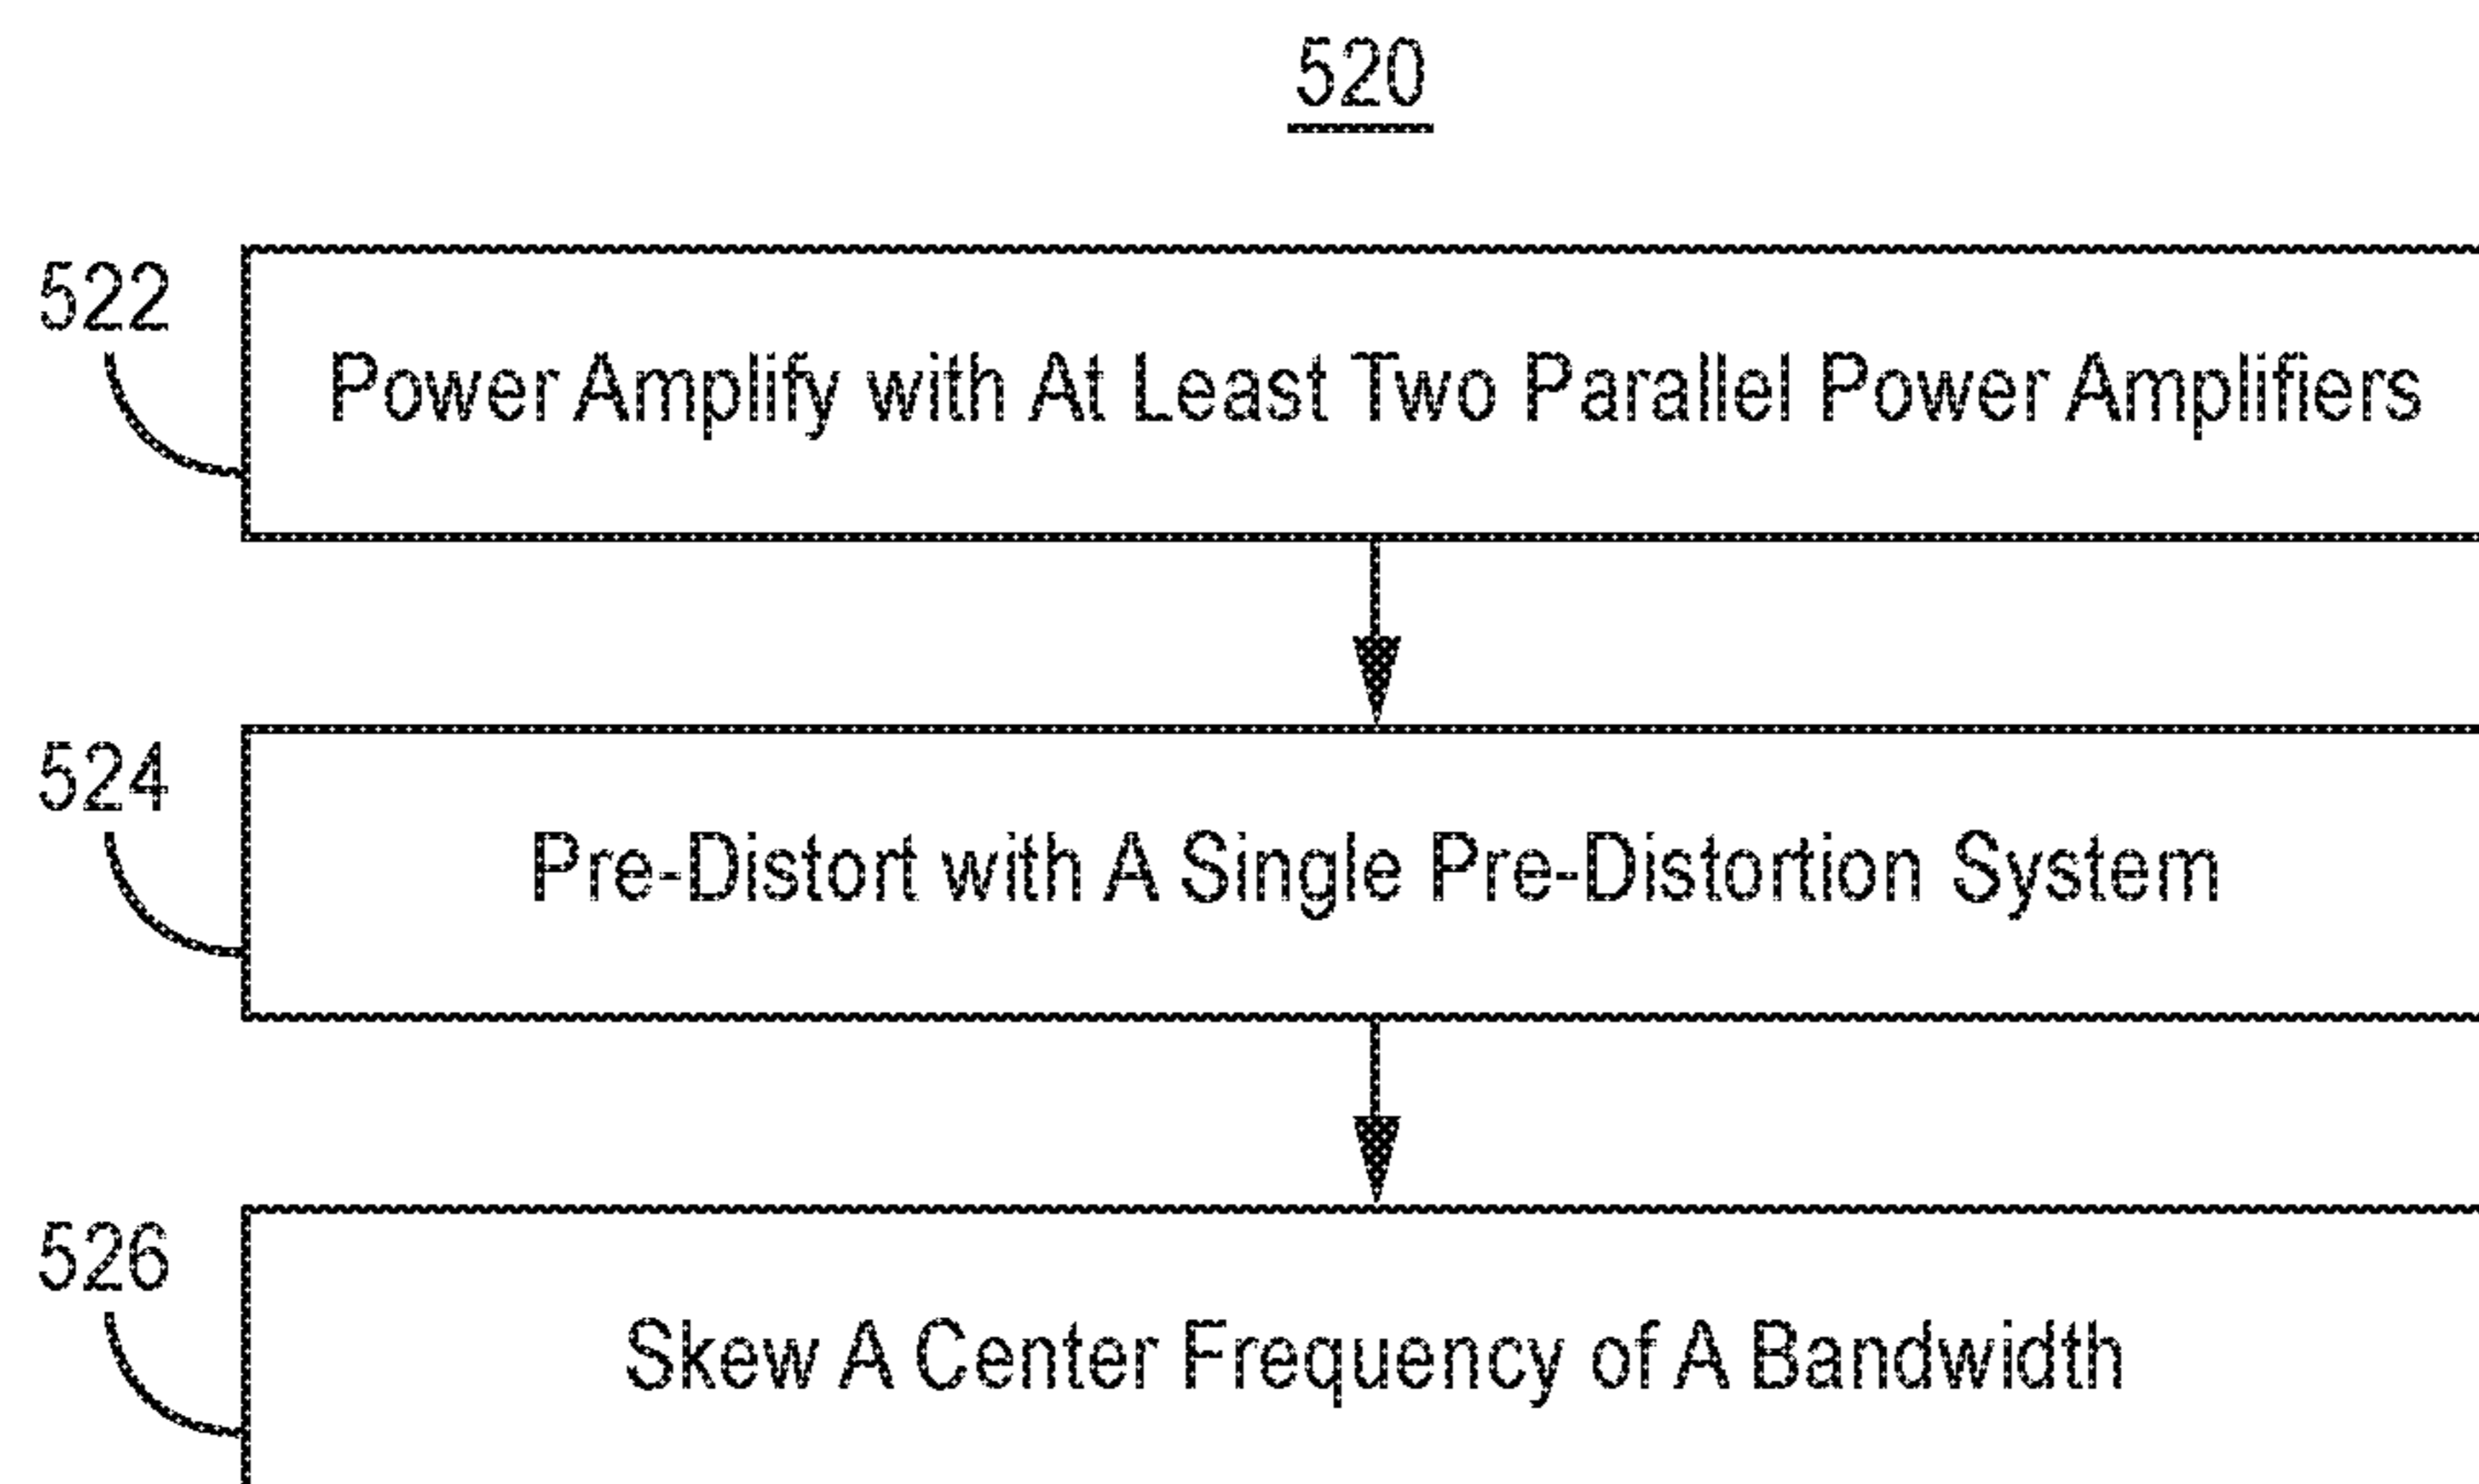 520
522
Power Amplify with At Least Two Parallel Power Amplifiers
524
Pre-Distort with A Single Pre-Distortion System
526
Skew A Center Frequency of A Bandwidth